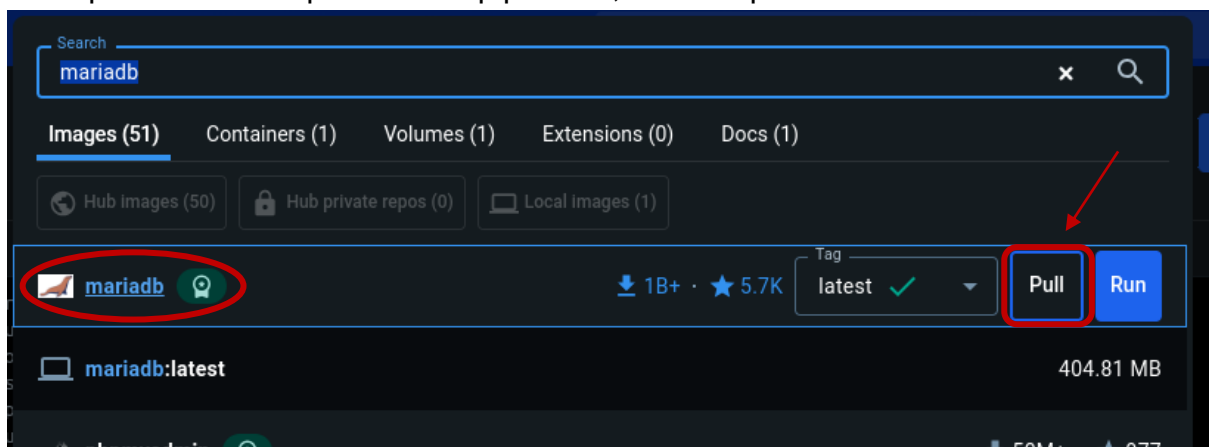 Search
mariadb
Images (51) Containers (1) Volumes (1) Extensions (0) Docs (1)
Hub images (50) Hub private repos (0) Local images (1)
mariadb 1B+ · 5.7K Tag latest Pull Run
mariadb:latest 404.81 MB